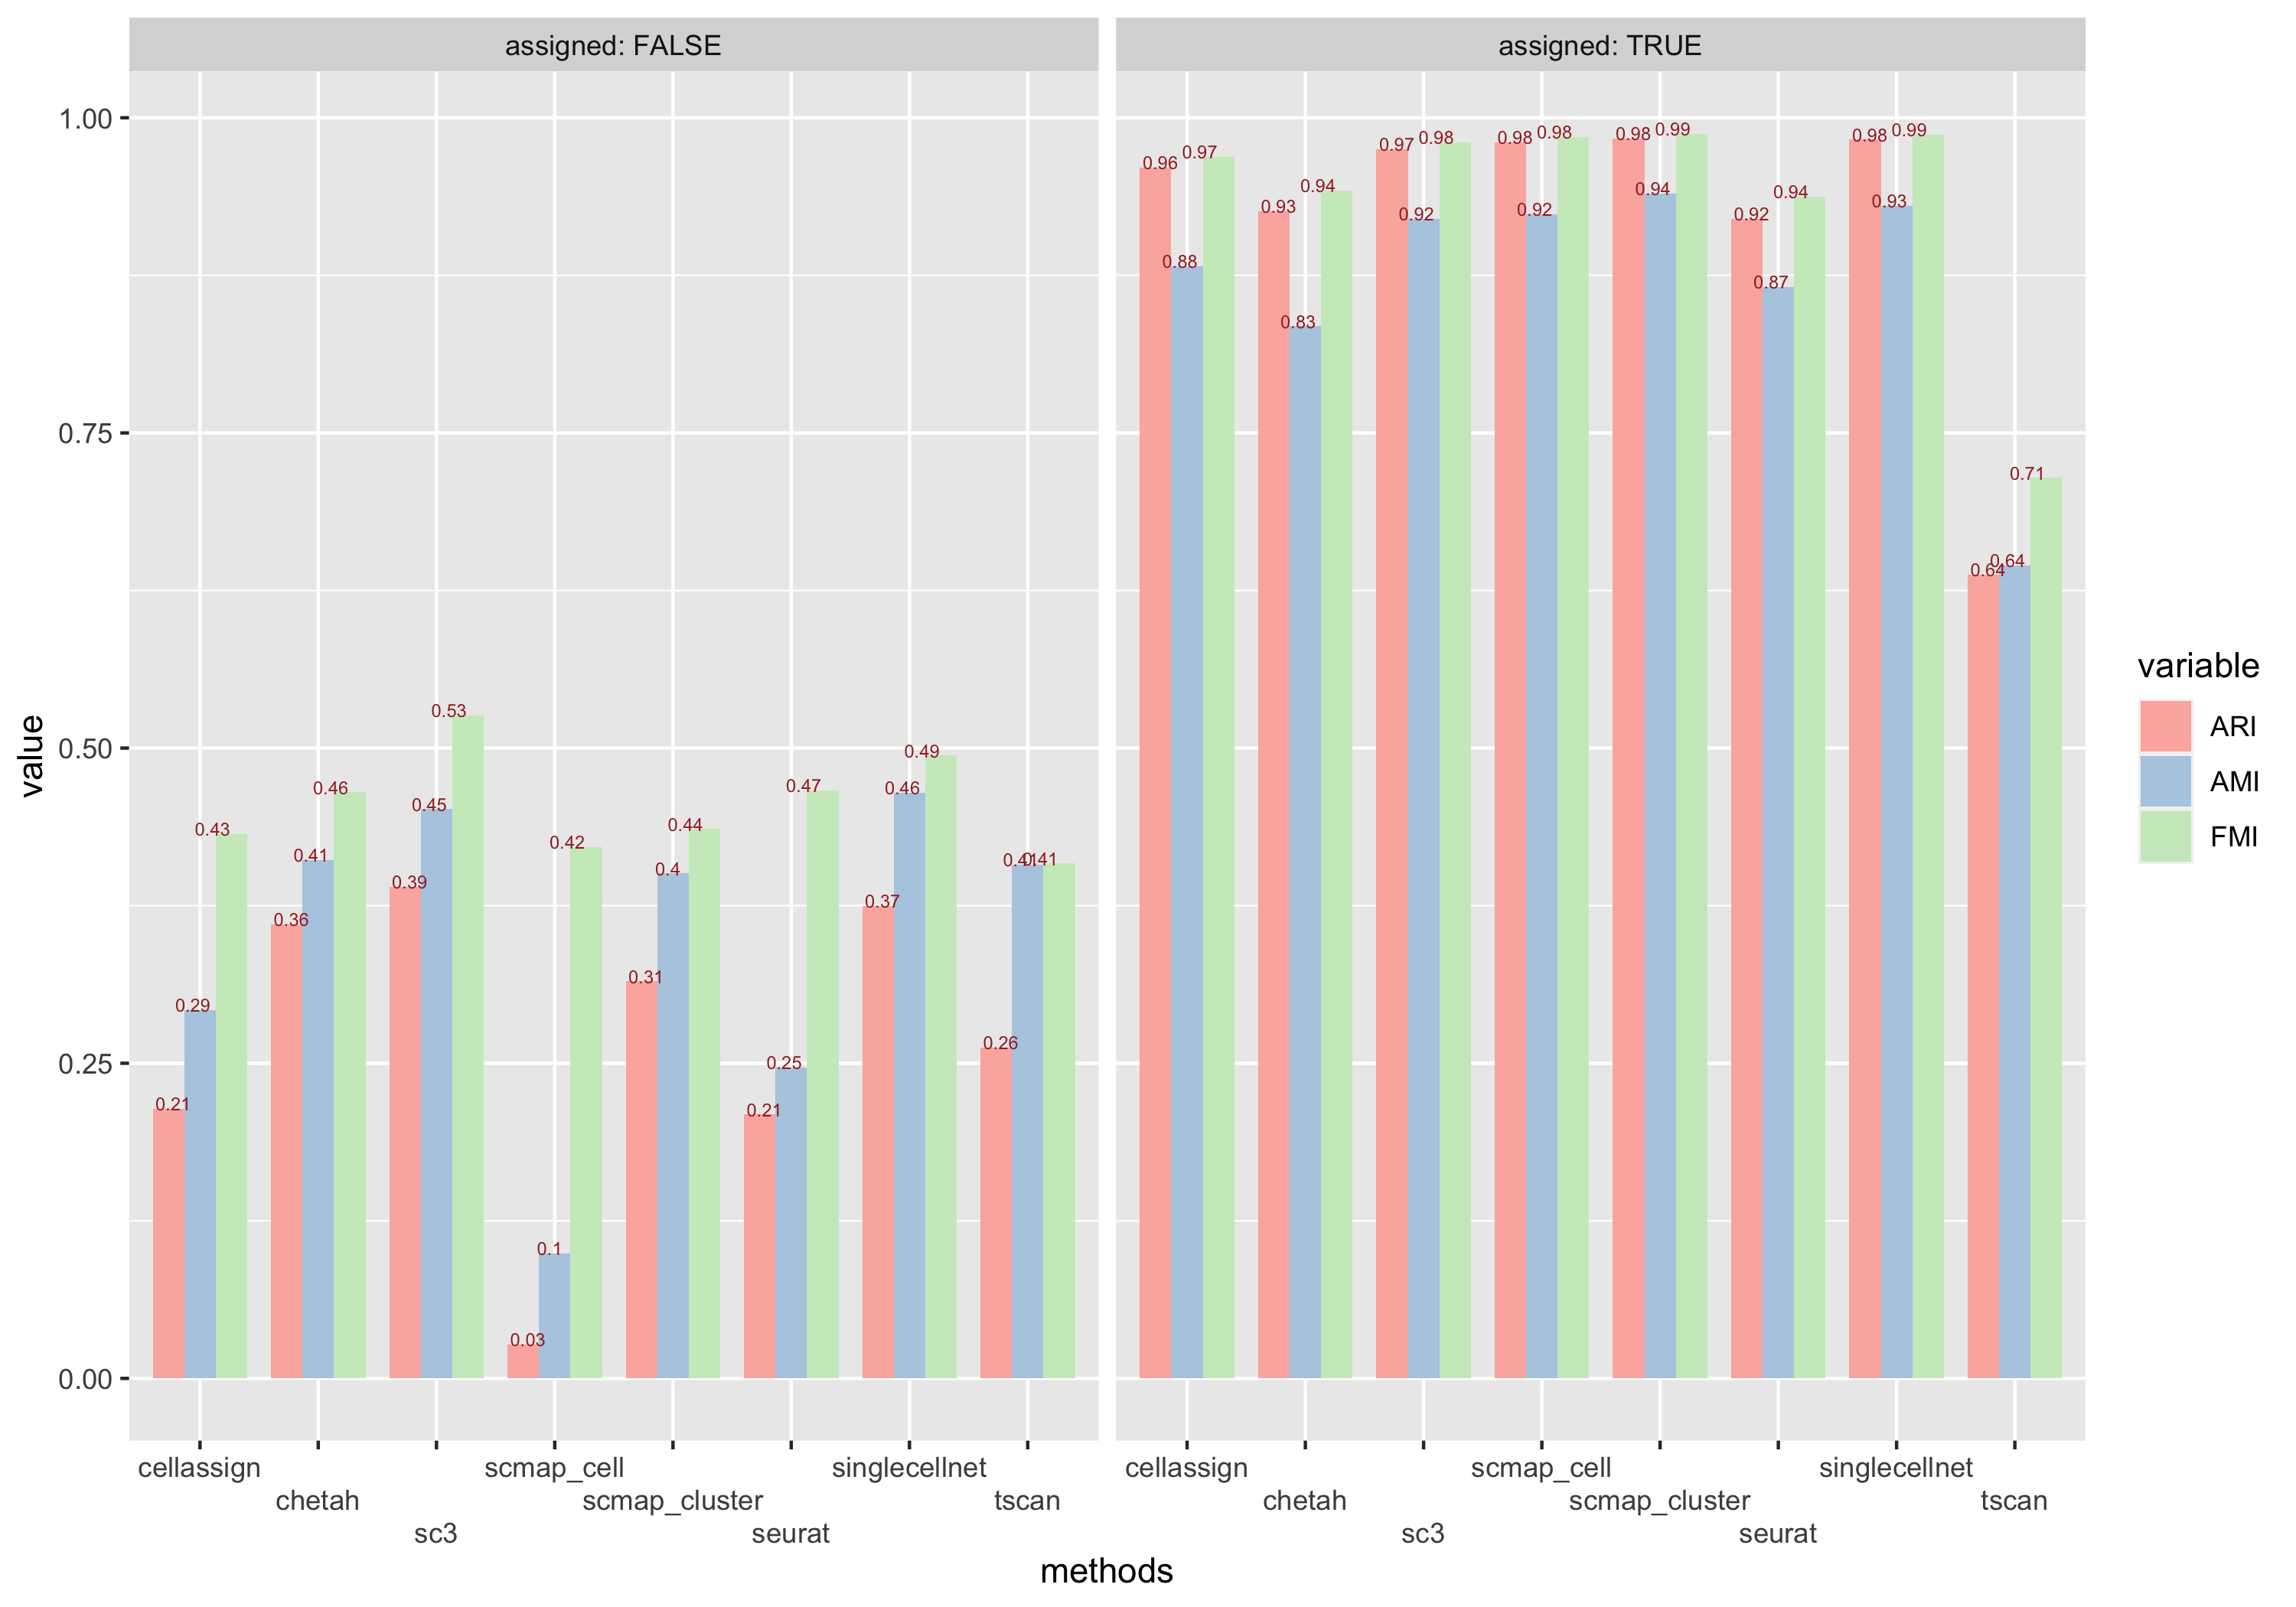 assigned: FALSE
assigned: TRUE
1.00
0.75
0.50
0.25
0.00
value
0.21
0.29
0.43
0.36
0.41
0.46
0.39
0.45
0.53
0.03
0.1
0.42
0.31
0.4
0.44
0.21
0.25
0.47
0.37
0.46
0.49
0.26
0.41
0.41
0.96
0.88
0.97
0.93
0.83
0.94
0.97
0.92
0.98
0.98
0.92
0.98
0.98
0.94
0.99
0.92
0.87
0.94
0.98
0.93
0.99
0.64
0.64
0.71
cellassign
chetah
sc3
scmap_cell
scmap_cluster
seurat
singlecellnet
tscan
cellassign
chetah
sc3
scmap_cell
scmap_cluster
seurat
singlecellnet
tscan
methods
variable
ARI
AMI
FMI